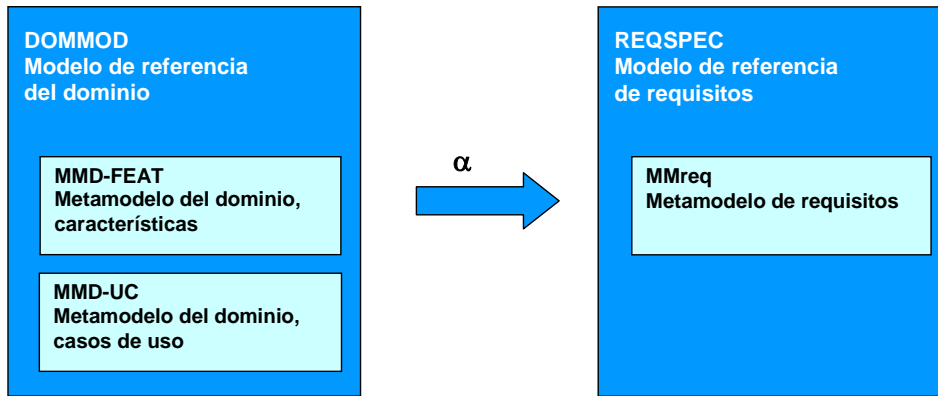 DOMMOD
Modelo de referencia
del dominio
MMD-FEAT
Metamodelo del dominio,
características
MMD-UC
Metamodelo del dominio,
casos de uso
α
REQSPEC
Modelo de referencia
de requisitos
MMreq
Metamodelo de requisitos